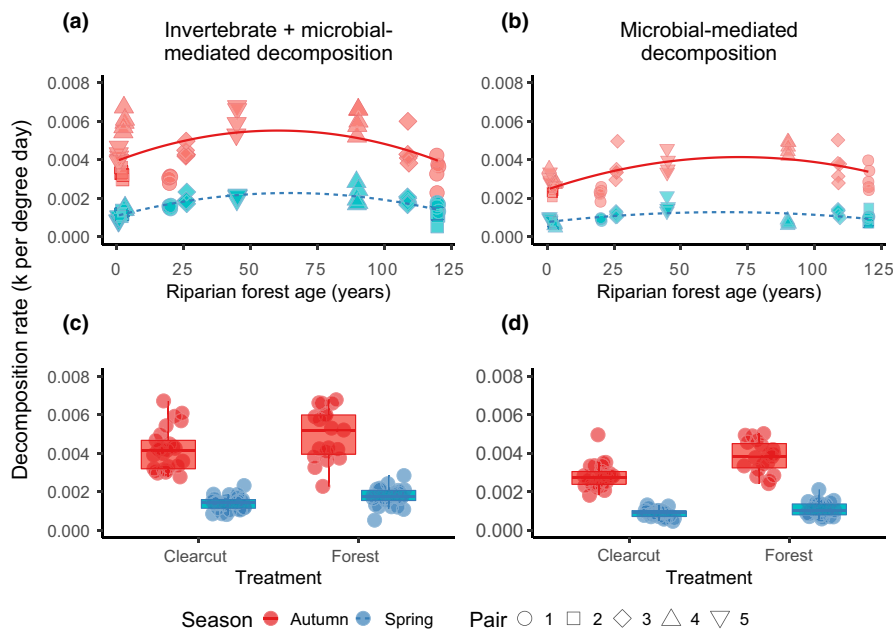 (a)
Invertebrate + microbial-
mediated decomposition
(b)
Microbial-mediated
decomposition
Decomposition rate (k per degree day)
0.008
0.006
0.004
0.002
0.000
0 25 50 75 100 125
Riparian forest age (years)
0.008
0.006
0.004
0.002
0.000
0 25 50 75 100 125
Riparian forest age (years)
(c)
0.008
0.006
0.004
0.002
0.000
Clearcut Forest
Treatment
(d)
0.008
0.006
0.004
0.002
0.000
Clearcut Forest
Treatment
Season Autumn Spring Pair 1 2 3 4 5